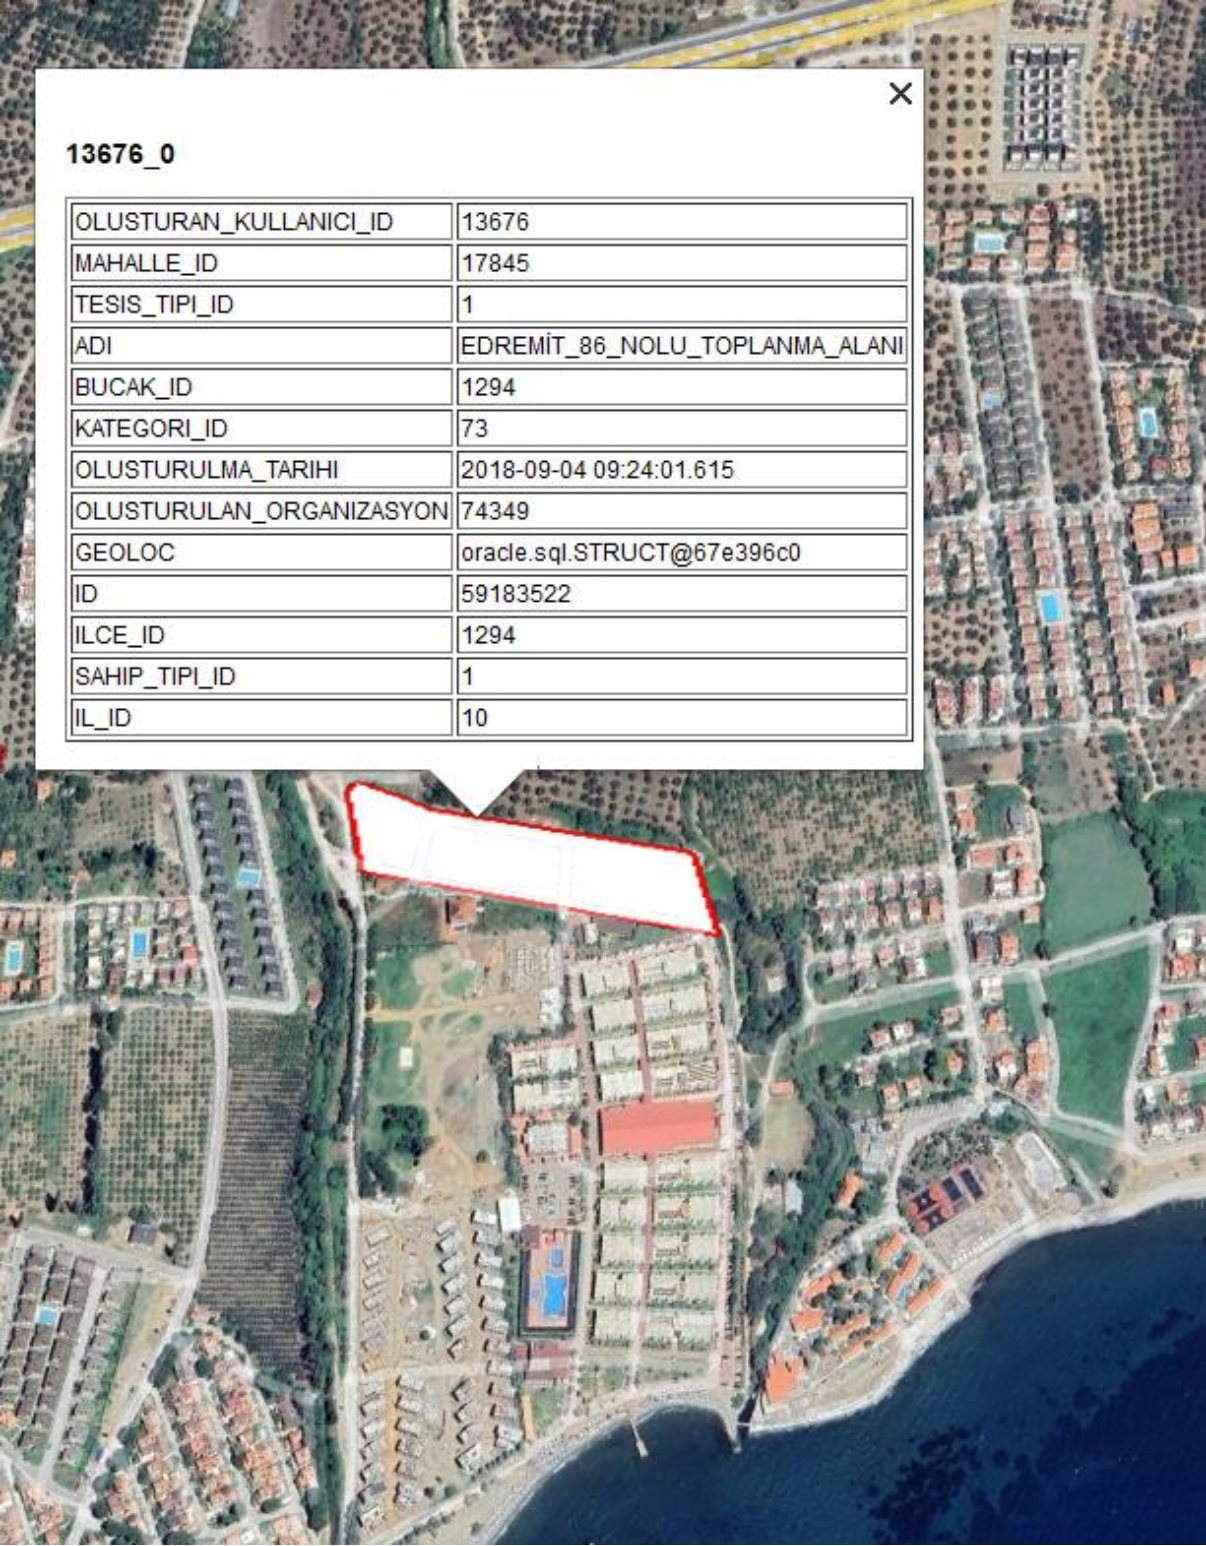 13676_0
OLUSTURAN_KULLANICI_ID 13676
MAHALLE_ID 17845
TESIS_TIPI_ID 1
ADI EDREMİT_86_NOLU_TOPLANMA_ALANI
BUCAK_ID 1294
KATEGORI_ID 73
OLUSTURULMA_TARIHI 2018-09-04 09:24:01.615
OLUSTURULAN_ORGANIZASYON 74349
GEOLOC oracle.sql.STRUCT@67e396c0
ID 59183522
ILCE_ID 1294
SAHIP_TIPI_ID 1
IL_ID 10